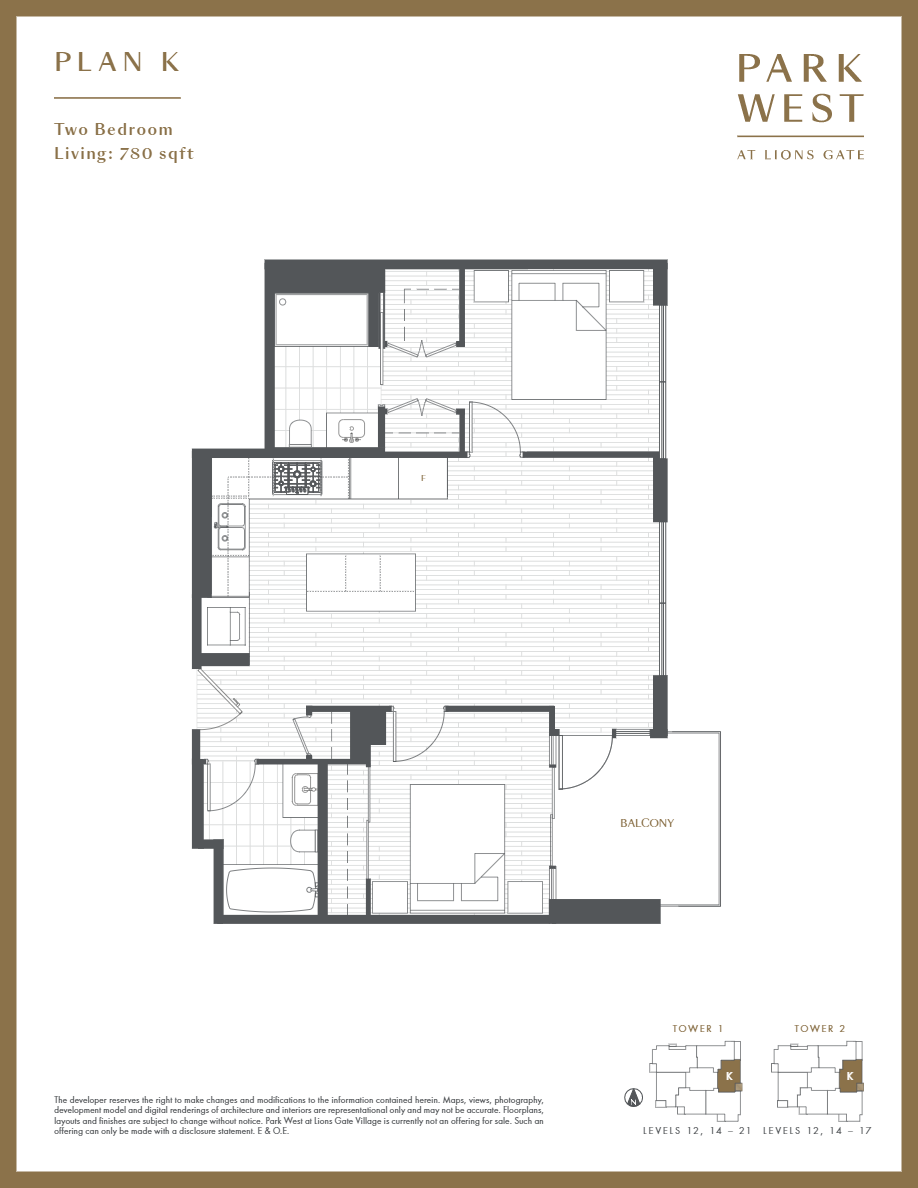 PLAN K
Two Bedroom
Living: 780 sqft
PARK
WEST
AT LIONS GATE
F
BALCONY
TOWER 1
TOWER 2
K
K
N
LEVELS 12, 14 – 21
LEVELS 12, 14 – 17
The developer reserves the right to make changes and modifications to the information contained herein. Maps, views, photography,
development model and digital renderings of architecture and interiors are representational only and may not be accurate. Floorplans,
layouts and finishes are subject to change without notice. Park West at Lions Gate Village is currently not an offering for sale. Such an
offering can only be made with a disclosure statement. E & O.E.